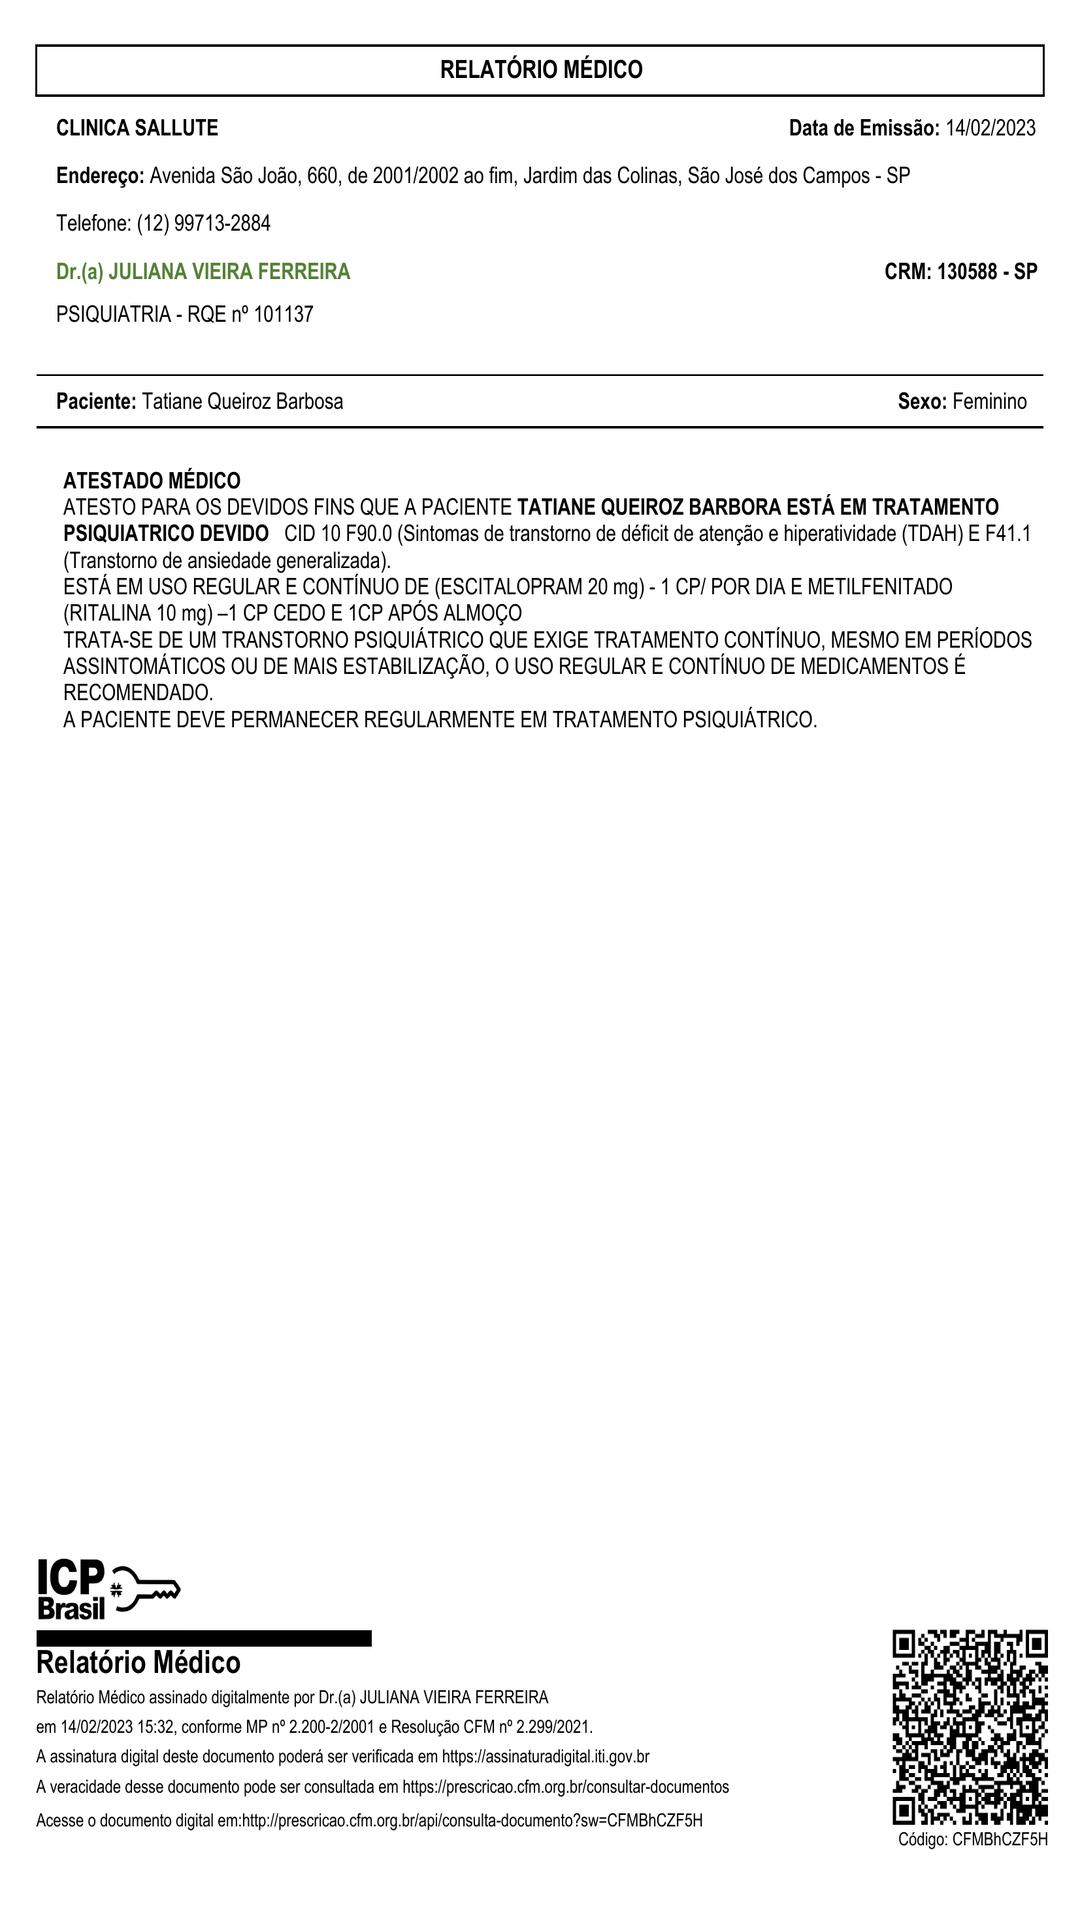 RELATÓRIO MÉDICO
CLINICA SALLUTE Data de Emissão: 14/02/2023
Endereço: Avenida São João, 660, de 2001/2002 ao fim, Jardim das Colinas, São José dos Campos - SP
Telefone: (12) 99713-2884
Dr.(a) JULIANA VIEIRA FERREIRA CRM: 130588 - SP
PSIQUIATRIA - RQE nº 101137
Paciente: Tatiane Queiroz Barbosa Sexo: Feminino
ATESTADO MÉDICO
ATESTO PARA OS DEVIDOS FINS QUE A PACIENTE TATIANE QUEIROZ BARBORA ESTÁ EM TRATAMENTO
PSIQUIATRICO DEVIDO CID 10 F90.0 (Sintomas de transtorno de déficit de atenção e hiperatividade (TDAH) E F41.1
(Transtorno de ansiedade generalizada).
ESTÁ EM USO REGULAR E CONTÍNUO DE (ESCITALOPRAM 20 mg) - 1 CP/ POR DIA E METILFENITADO
(RITALINA 10 mg) –1 CP CEDO E 1CP APÓS ALMOÇO
TRATA-SE DE UM TRANSTORNO PSIQUIÁTRICO QUE EXIGE TRATAMENTO CONTÍNUO, MESMO EM PERÍODOS
ASSINTOMÁTICOS OU DE MAIS ESTABILIZAÇÃO, O USO REGULAR E CONTÍNUO DE MEDICAMENTOS É
RECOMENDADO.
A PACIENTE DEVE PERMANECER REGULARMENTE EM TRATAMENTO PSIQUIÁTRICO.
ICP
Brasil
Relatório Médico
Relatório Médico assinado digitalmente por Dr.(a) JULIANA VIEIRA FERREIRA
em 14/02/2023 15:32, conforme MP nº 2.200-2/2001 e Resolução CFM nº 2.299/2021.
A assinatura digital deste documento poderá ser verificada em https://assinaturadigital.iti.gov.br
A veracidade desse documento pode ser consultada em https://prescricao.cfm.org.br/consultar-documentos
Acesse o documento digital em:http://prescricao.cfm.org.br/api/consulta-documento?sw=CFMBhCZF5H
Código: CFMBhCZF5H